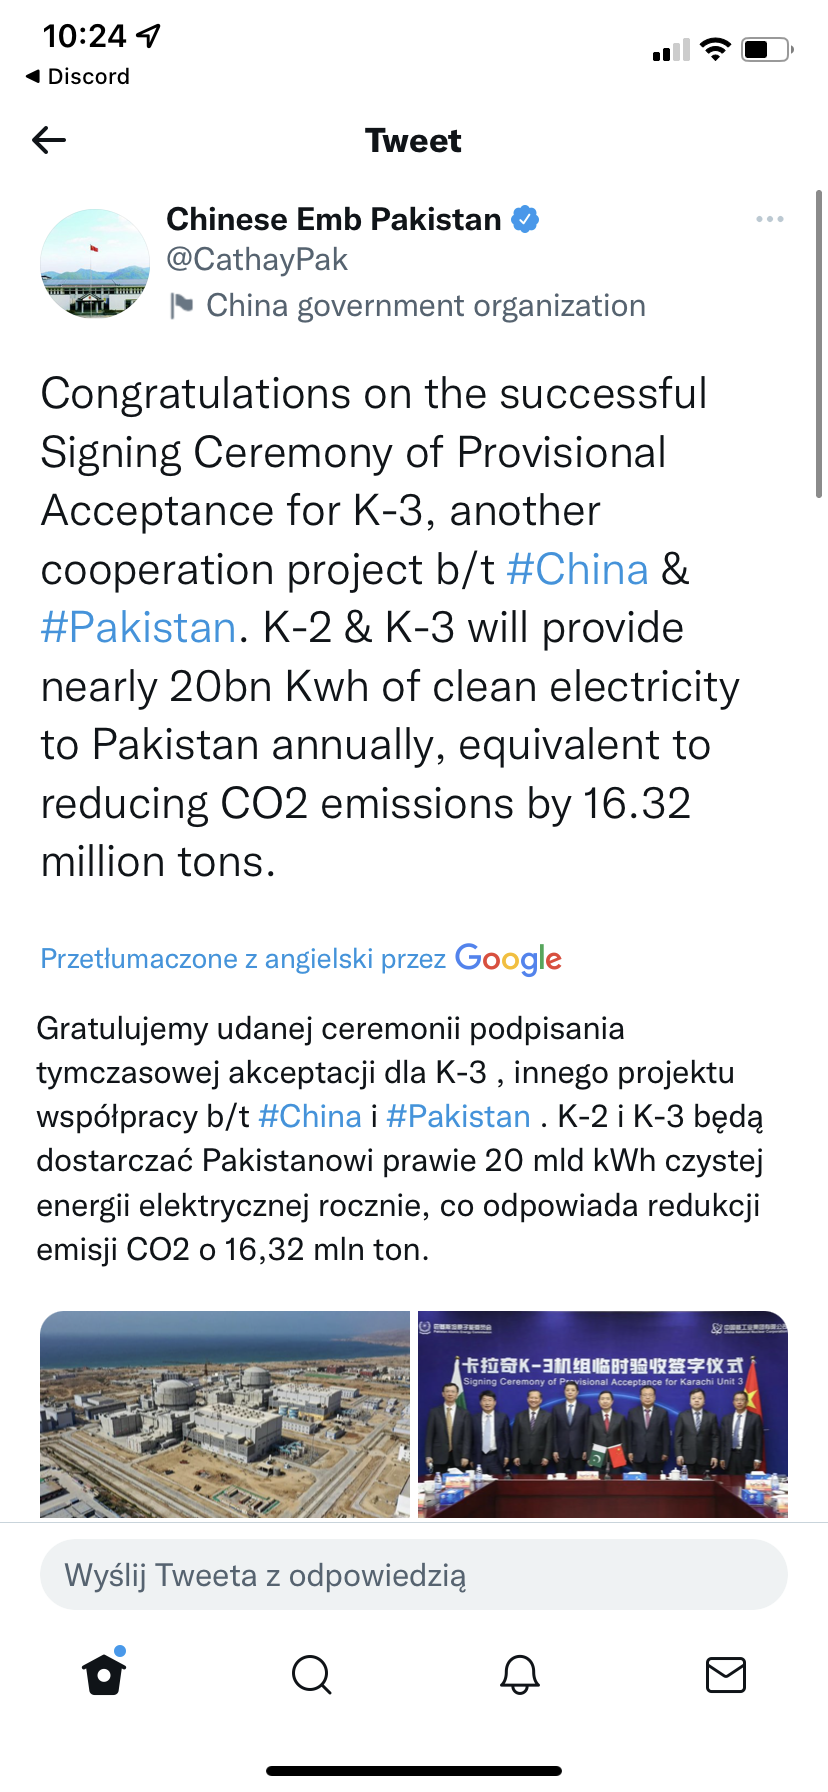 10:24
Discord
Tweet
Chinese Emb Pakistan
@CathayPak
China government organization
Congratulations on the successful
Signing Ceremony of Provisional
Acceptance for K-3, another
cooperation project b/t #China &
#Pakistan. K-2 & K-3 will provide
nearly 20bn Kwh of clean electricity
to Pakistan annually, equivalent to
reducing CO2 emissions by 16.32
million tons.
Przetłumaczone z angielski przez Google
Gratulujemy udanej ceremonii podpisania
tymczasowej akceptacji dla K-3 , innego projektu
współpracy b/t #China i #Pakistan . K-2 i K-3 będą
dostarczać Pakistanowi prawie 20 mld kWh czystej
energii elektrycznej rocznie, co odpowiada redukcji
emisji CO2 o 16,32 mln ton.
卡拉奇K-3机组临时验收签字仪式
Signing Ceremony of Provisional Acceptance for Karachi Unit 3
Wyślij Tweeta z odpowiedzią